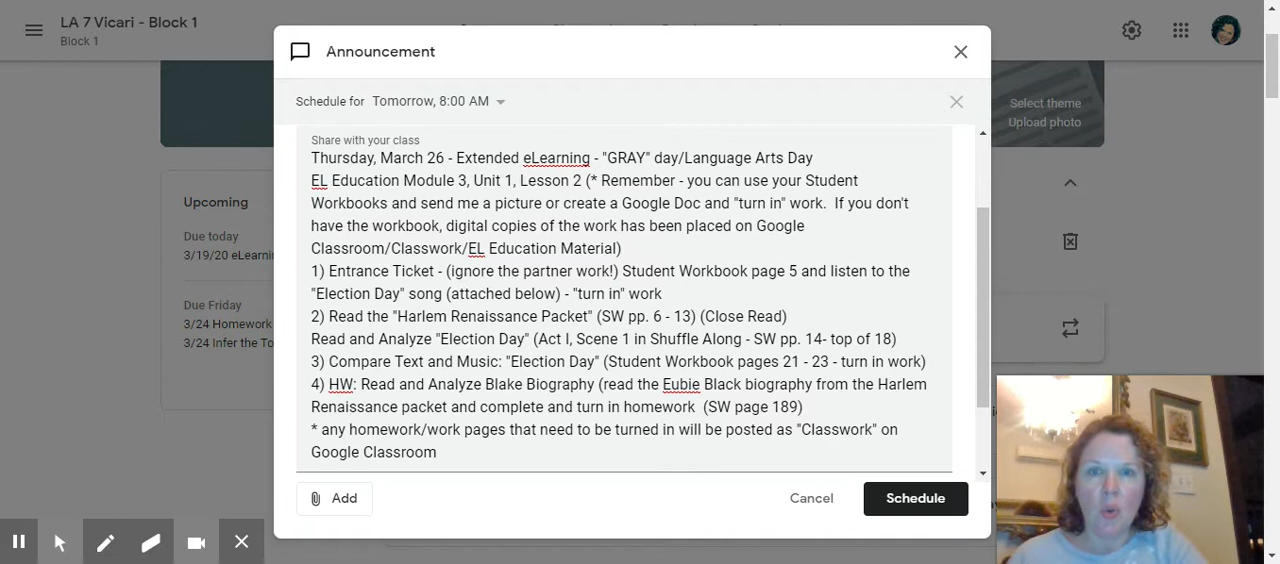 LA 7 Vicari - Block 1
Block 1
Announcement
Schedule for Tomorrow, 8:00 AM
Select theme
Upload photo
Share with your class
Thursday, March 26 - Extended eLearning - "GRAY" day/Language Arts Day
EL Education Module 3, Unit 1, Lesson 2 (* Remember - you can use your Student
Workbooks and send me a picture or create a Google Doc and "turn in" work.  If you don't
have the workbook, digital copies of the work has been placed on Google
Classroom/Classwork/EL Education Material)
1) Entrance Ticket - (ignore the partner work!) Student Workbook page 5 and listen to the
"Election Day" song (attached below) - "turn in" work
2) Read the "Harlem Renaissance Packet" (SW pp. 6 - 13) (Close Read)
Read and Analyze "Election Day" (Act I, Scene 1 in Shuffle Along - SW pp. 14- top of 18)
3) Compare Text and Music: "Election Day" (Student Workbook pages 21 - 23 - turn in work)
4) HW: Read and Analyze Blake Biography (read the Eubie Black biography from the Harlem
Renaissance packet and complete and turn in homework  (SW page 189)
* any homework/work pages that need to be turned in will be posted as "Classwork" on
Google Classroom
Upcoming
Due today
3/19/20 eLearnin
Due Friday
3/24 Homework
3/24 Infer the To
Add
Cancel
Schedule